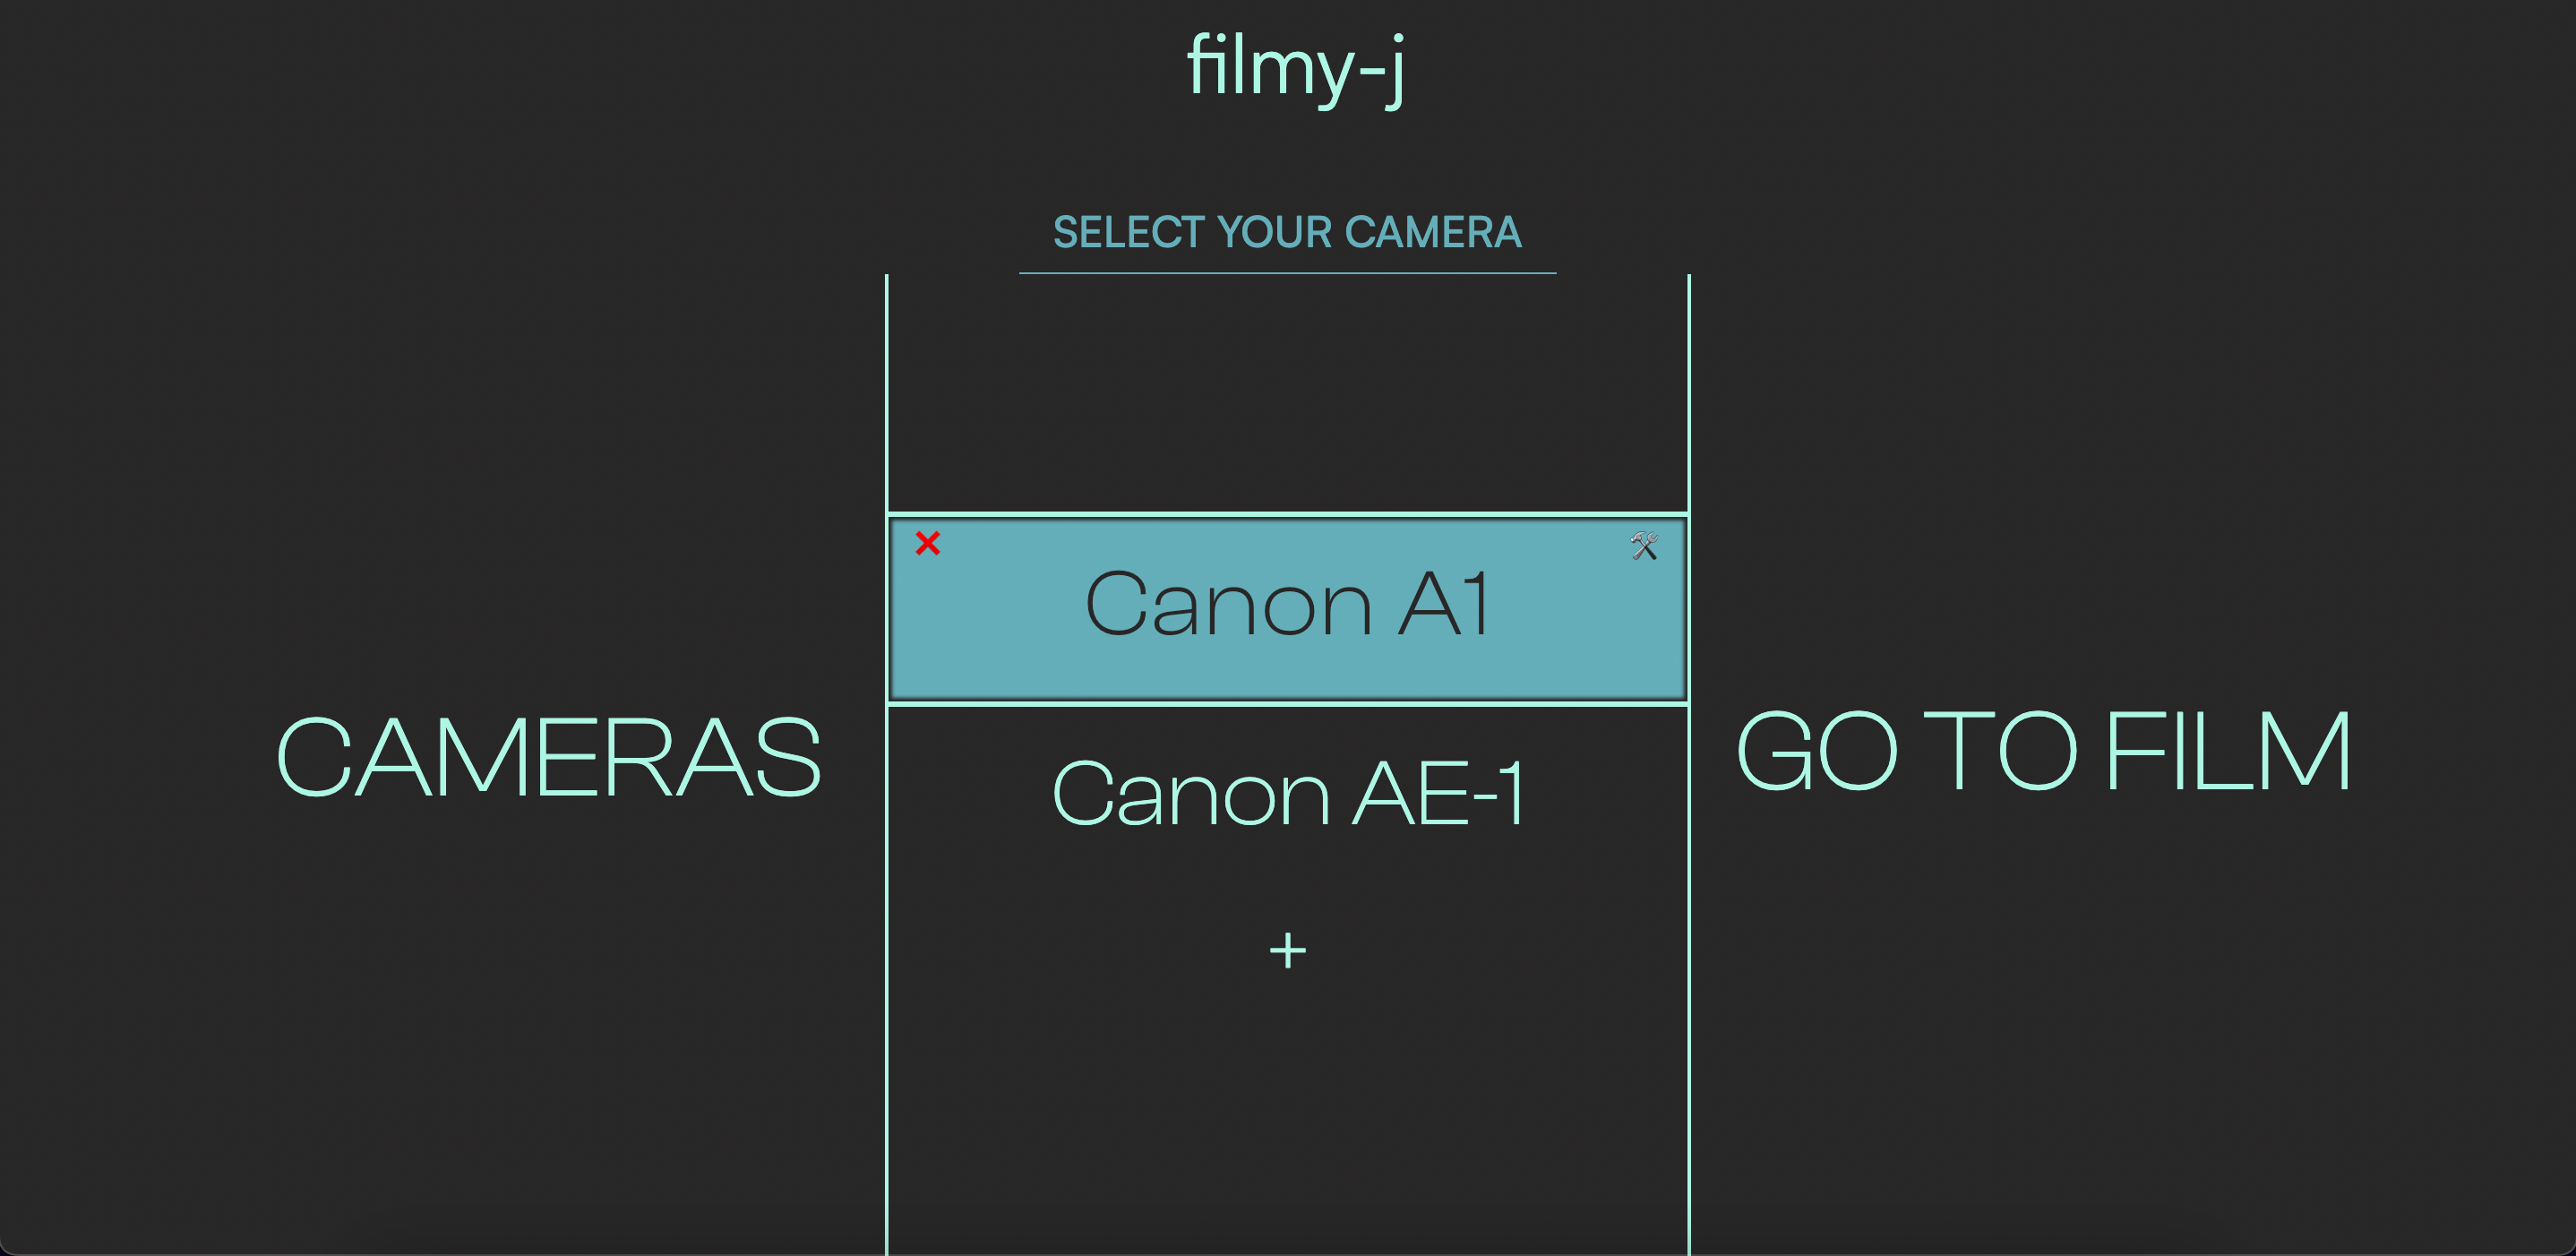 filmy-j
SELECT YOUR CAMERA
Canon A1
CAMERAS
GO TO FILM
Canon AE-1
+